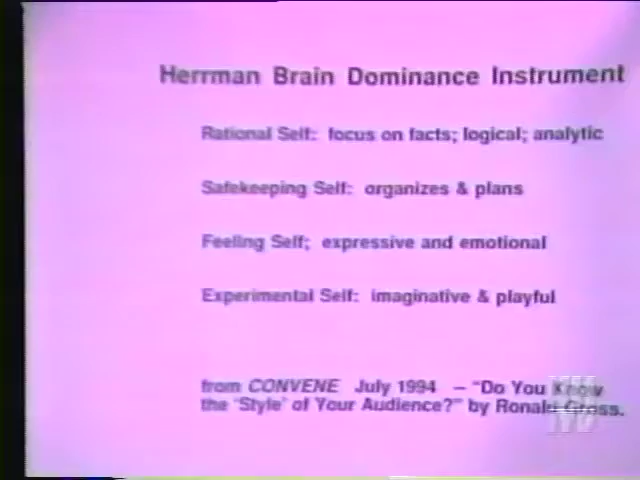 Herrman Brain Dominance Instrument
Rational Self: focus on facts; logical; analytic
Safekeeping Self: organizes & plans
Feeling Self; expressive and emotional
Experimental Self: imaginative & playful
from CONVENE July 1994 – "Do You Know
the 'Style' of Your Audience?" by Ronald Gross.